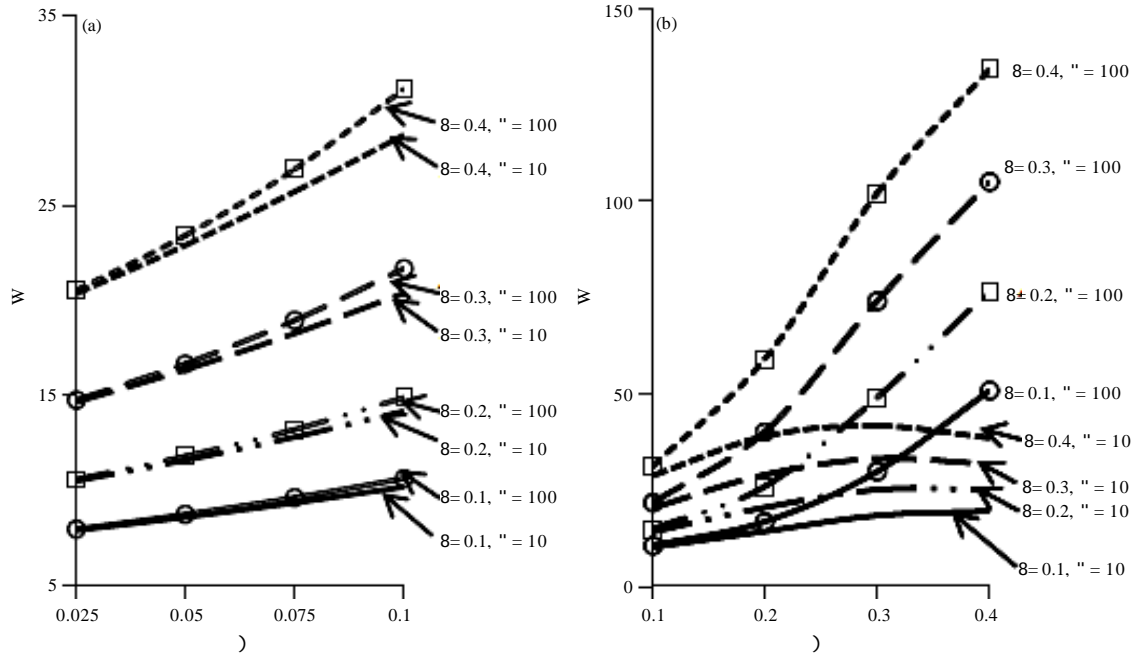 (a)
35
25
15
5
W
0.025
0.05
0.075
0.1
)
8= 0.4, " = 100
8= 0.4, " = 10
8= 0.3, " = 100
8= 0.3, " = 10
8= 0.2, " = 100
8= 0.2, " = 10
8= 0.1, " = 100
8= 0.1, " = 10
(b)
150
100
50
0
W
0.1
0.2
0.3
0.4
)
8= 0.4, " = 100
8= 0.3, " = 100
8= 0.2, " = 100
8= 0.1, " = 100
8= 0.4, " = 10
8= 0.3, " = 10
8= 0.2, " = 10
8= 0.1, " = 10